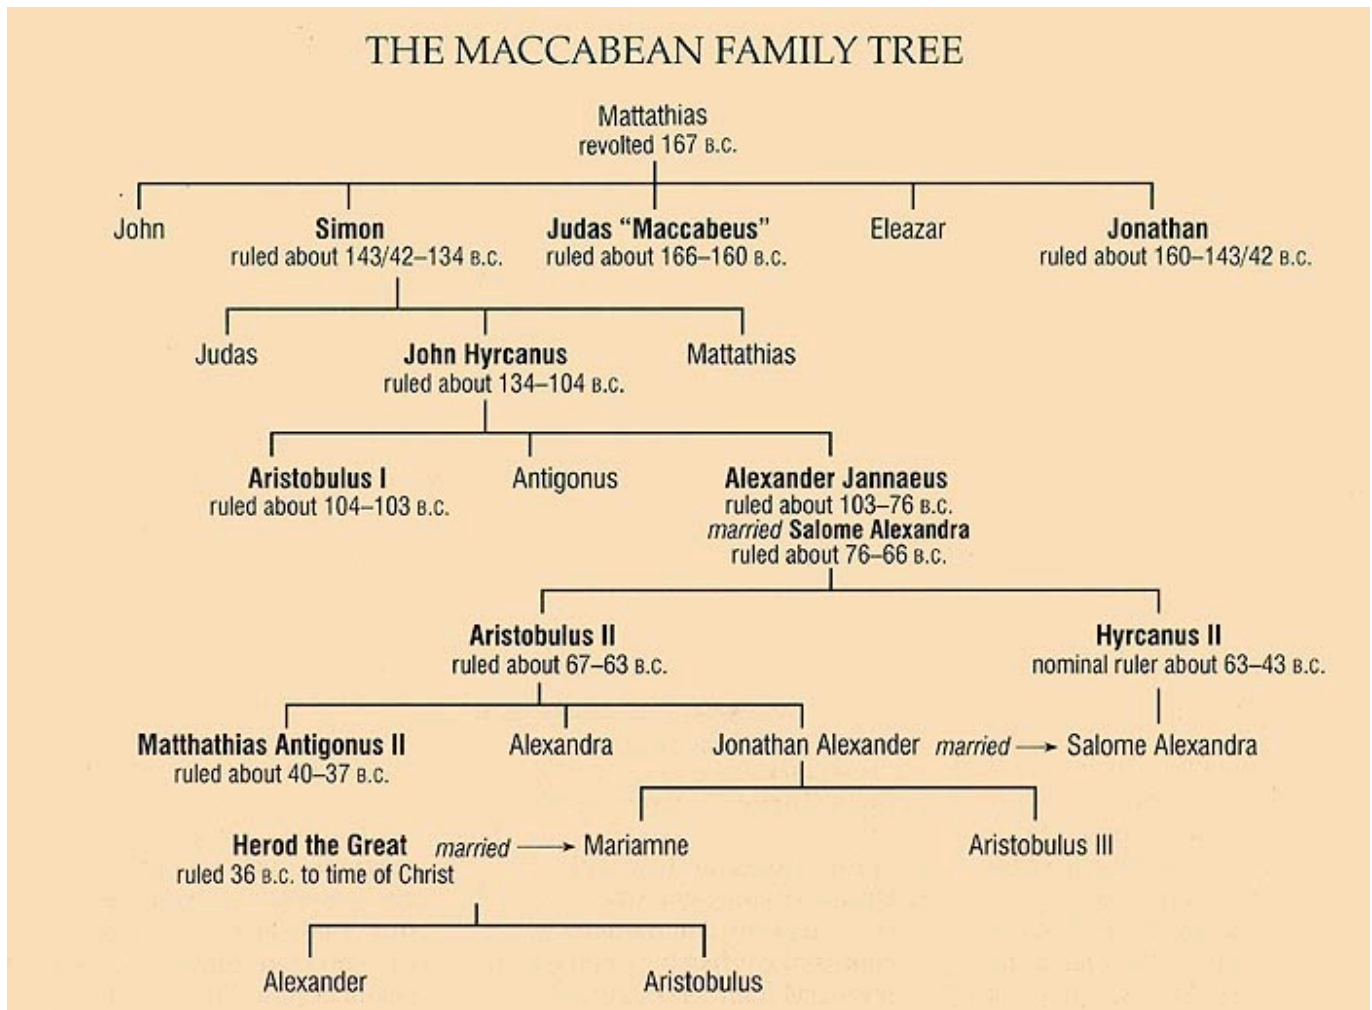 THE MACCABEAN FAMILY TREE
Mattathias
revolted 167 B.C.
John
Simon
ruled about 143/42–134 B.C.
Judas “Maccabeus”
ruled about 166–160 B.C.
Eleazar
Jonathan
ruled about 160–143/42 B.C.
Judas
John Hyrcanus
ruled about 134–104 B.C.
Mattathias
Aristobulus I
ruled about 104–103 B.C.
Antigonus
Alexander Jannaeus
ruled about 103–76 B.C.
married Salome Alexandra
ruled about 76–66 B.C.
Aristobulus II
ruled about 67–63 B.C.
Hyrcanus II
nominal ruler about 63–43 B.C.
Matthathias Antigonus II
ruled about 40–37 B.C.
Alexandra
Jonathan Alexander married Salome Alexandra
Herod the Great married Mariamne
ruled 36 B.C. to time of Christ
Aristobulus III
Alexander
Aristobulus